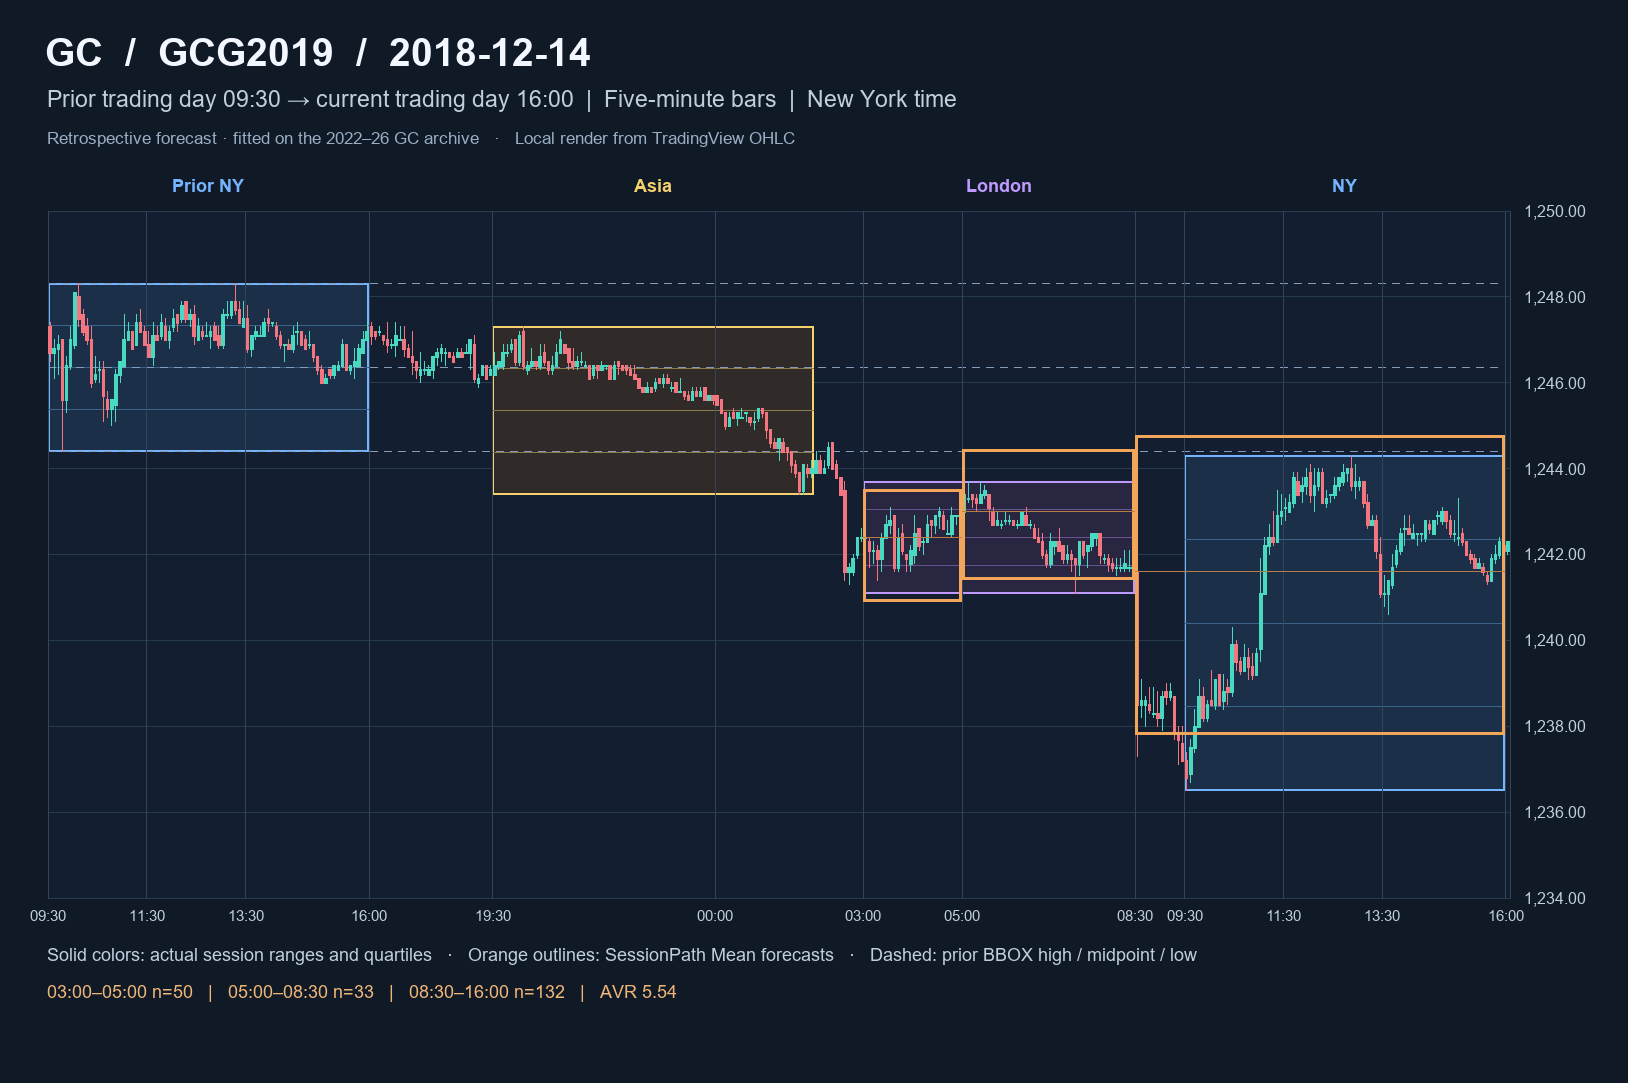 GC / GCG2019 / 2018-12-14
Prior trading day 09:30 → current trading day 16:00 | Five-minute bars | New York time
Retrospective forecast · fitted on the 2022–26 GC archive · Local render from TradingView OHLC
Prior NY Asia London NY
1,250.00
1,248.00
1,246.00
1,244.00
1,242.00
1,240.00
1,238.00
1,236.00
1,234.00
09:30 11:30 13:30 16:00 19:30 00:00 03:00 05:00 08:30 09:30 11:30 13:30 16:00
Solid colors: actual session ranges and quartiles · Orange outlines: SessionPath Mean forecasts · Dashed: prior BBOX high / midpoint / low
03:00–05:00 n=50 | 05:00–08:30 n=33 | 08:30–16:00 n=132 | AVR 5.54